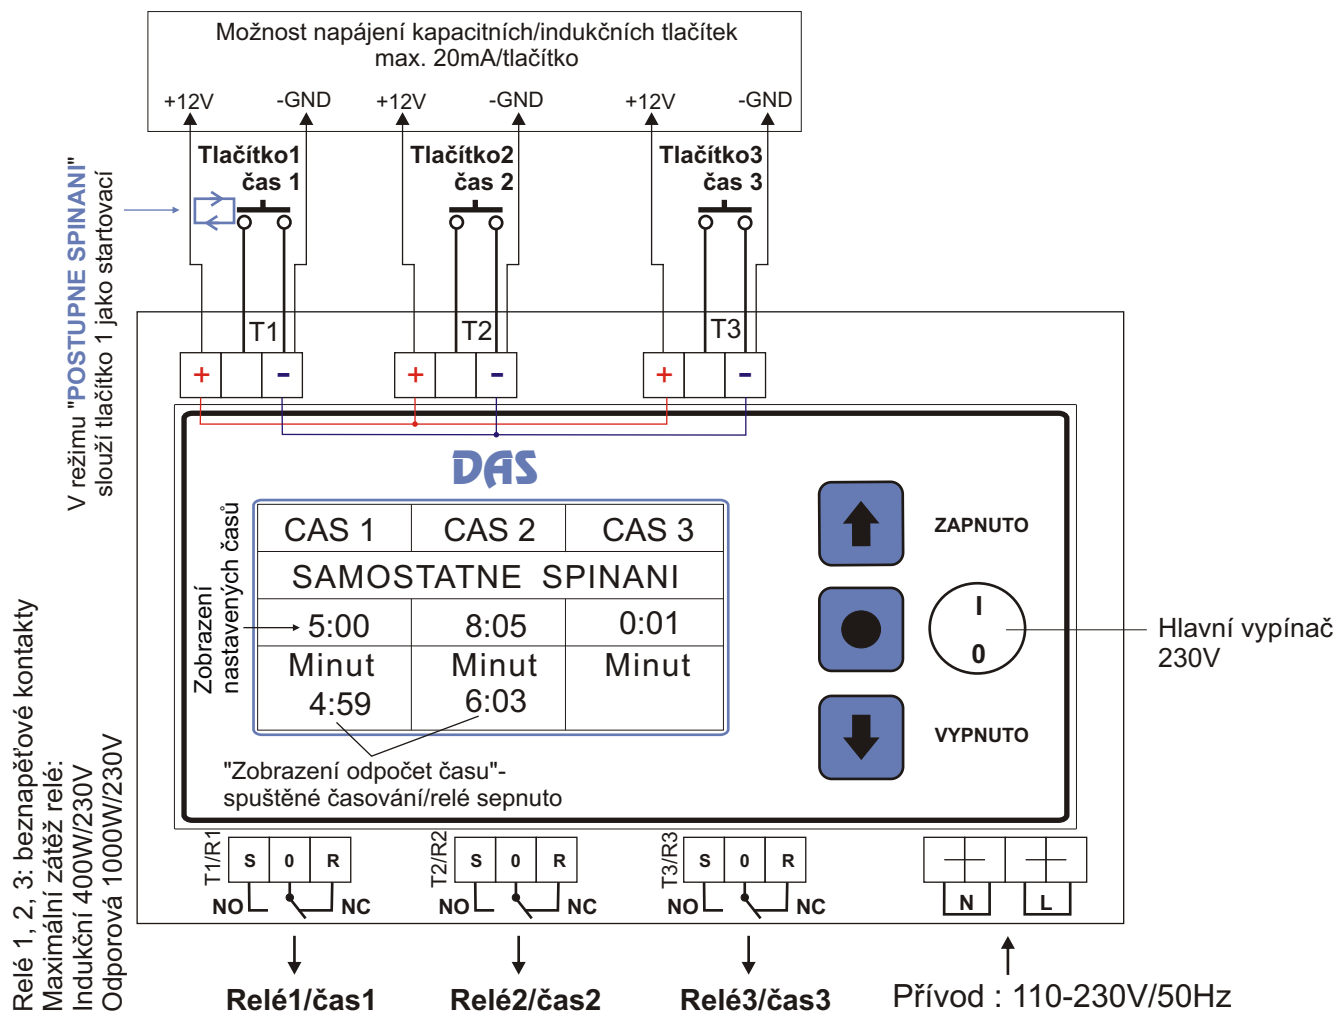 Možnost napájení kapacitních/indukčních tlačítek
max. 20mA/tlačítko
+12V -GND +12V -GND +12V -GND
Tlačítko1
čas 1
Tlačítko2
čas 2
Tlačítko3
čas 3
V režimu "POSTUPNE SPINANI"
slouží tlačítko 1 jako startovací
T1 T2 T3
+ - + - + -
DAS
CAS 1 CAS 2 CAS 3
SAMOSTATNE SPINANI
5:00 8:05 0:01
Minut Minut Minut
4:59 6:03
Zobrazení
nastavených časů
"Zobrazení odpočet času"-
spuštěné časování/relé sepnuto
ZAPNUTO
I
0
VYPNUTO
Hlavní vypínač
230V
Relé 1, 2, 3: beznapěťové kontakty
Maximální zátěž relé:
Indukční 400W/230V
Odporová 1000W/230V
T1/R1
S 0 R
NO NC
T2/R2
S 0 R
NO NC
T3/R3
S 0 R
NO NC
N L
Relé1/čas1
Relé2/čas2
Relé3/čas3
Přívod : 110-230V/50Hz